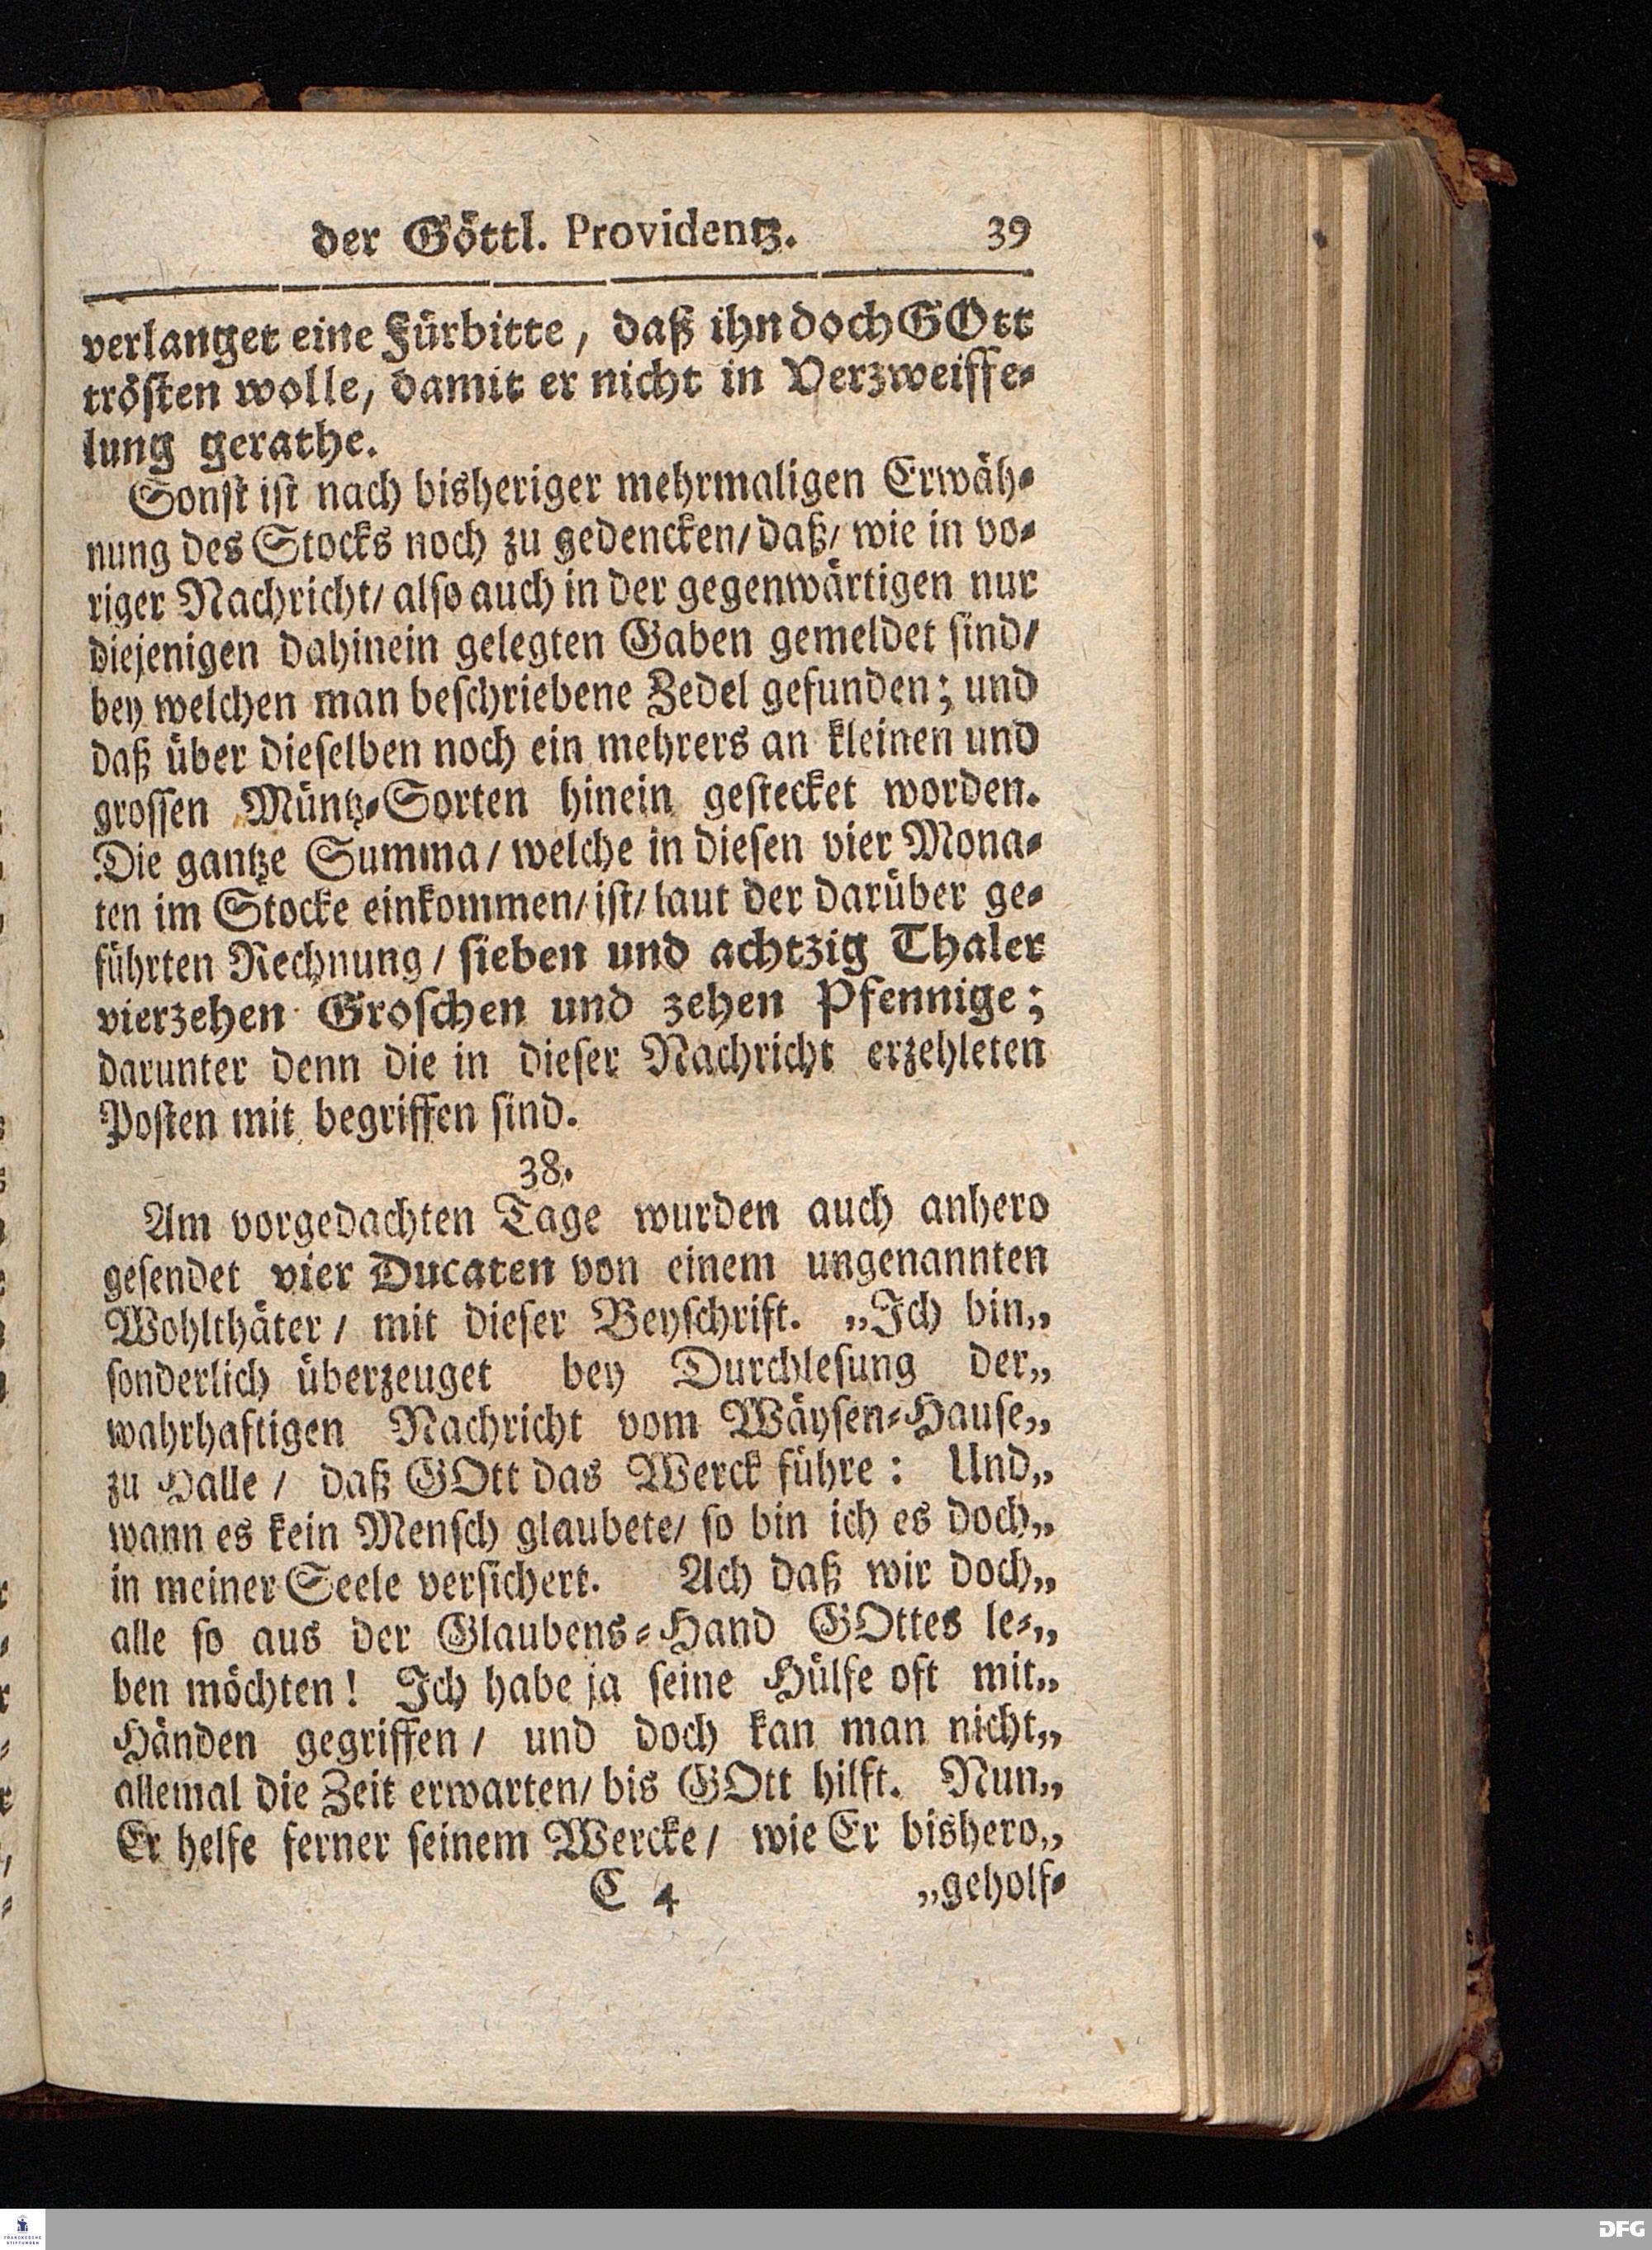 der Göttl. Providentz. 39
verlanget eine Fürbitte, daß ihn doch GOtt
trösten wolle, damit er nicht in Verzweiffe-
lung gerathe.
Sonst ist nach bisheriger mehrmaligen Erwäh-
nung des Stocks noch zu gedencken/ daß/ wie in vo-
riger Nachricht/ also auch in der gegenwärtigen nur
diejenigen dahinein gelegten Gaben gemeldet sind/
bey welchen man beschriebene Zedel gefunden; und
daß über dieselben noch ein mehrers an kleinen und
grossen Müntz-Sorten hinein gestecket worden.
Die gantze Summa/ welche in diesen vier Mona-
ten im Stocke einkommen/ ist/ laut der darüber ge-
führten Rechnung/ sieben und achtzig Thaler
vierzehen Groschen und zehen Pfennige;
darunter denn die in dieser Nachricht erzehleten
Posten mit begriffen sind.
38.
Am vorgedachten Tage wurden auch anhero
gesendet vier Ducaten von einem ungenannten
Wohlthäter/ mit dieser Beyschrift. „Ich bin„
sonderlich überzeuget bey Durchlesung der„
wahrhaftigen Nachricht vom Wäysen-Hause„
zu Halle/ daß GOtt das Werck führe: Und„
wann es kein Mensch glaubete/ so bin ich es doch„
in meiner Seele versichert. Ach daß wir doch„
alle so aus der Glaubens-Hand GOttes le-„
ben möchten! Ich habe ja seine Hülfe oft mit„
Händen gegriffen/ und doch kan man nicht„
allemal die Zeit erwarten/ bis GOtt hilft. Nun„
Er helfe ferner seinem Wercke/ wie Er bishero„
C 4 „geholf-
FRANCKESCHE STIFTUNGEN
DFG